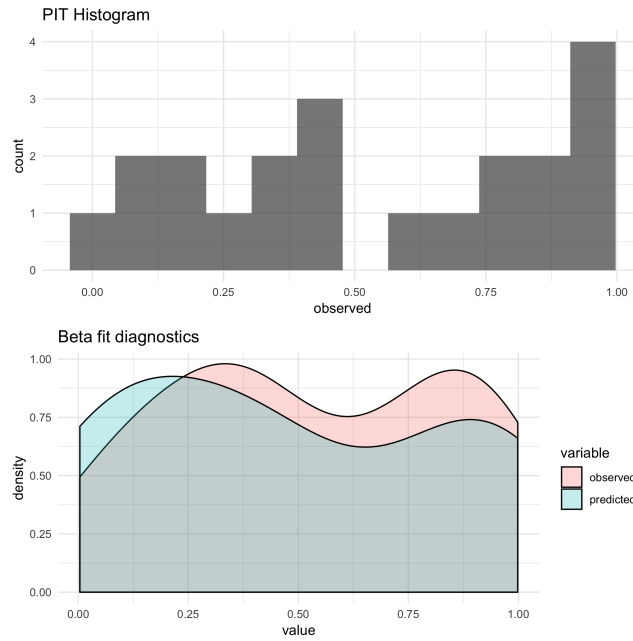 PIT Histogram
4
3
2
1
0
count
0.00 0.25 0.50 0.75 1.00
observed
Beta fit diagnostics
1.00
0.75
0.50
0.25
0.00
density
0.00 0.25 0.50 0.75 1.00
value
variable
observed
predicted